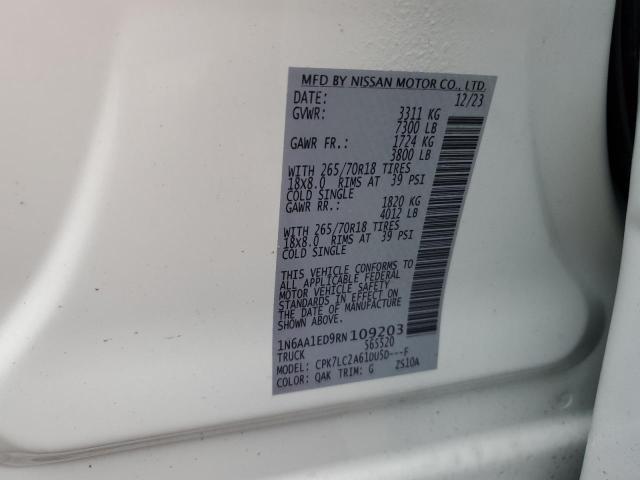 MFD BY NISSAN MOTOR CO., LTD.
DATE: 12/23
GVWR: 3311 KG
7300 LB
GAWR FR.: 1724 KG
3800 LB
WITH 265/70R18 TIRES
18X8.0 RIMS AT 39 PSI
COLD SINGLE
GAWR RR.: 1820 KG
4012 LB
WITH 265/70R18 TIRES
18X8.0 RIMS AT 39 PSI
COLD SINGLE
THIS VEHICLE CONFORMS TO
ALL APPLICABLE FEDERAL
MOTOR VEHICLE SAFETY
STANDARDS IN EFFECT ON
THE DATE OF MANUFACTURE
SHOWN ABOVE.
1N6AA1ED9RN109203
TRUCK 565520
MODEL: CPK7LC2A610U5D---F
COLOR: QAK TRIM: G ZS10A